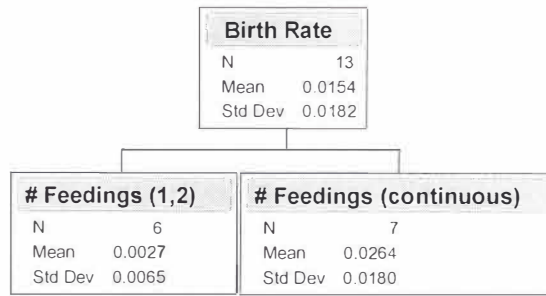 Birth Rate
N 13
Mean 0.0154
Std Dev 0.0182
# Feedings (1,2)
N 6
Mean 0.0027
Std Dev 0.0065
# Feedings (continuous)
N 7
Mean 0.0264
Std Dev 0.0180